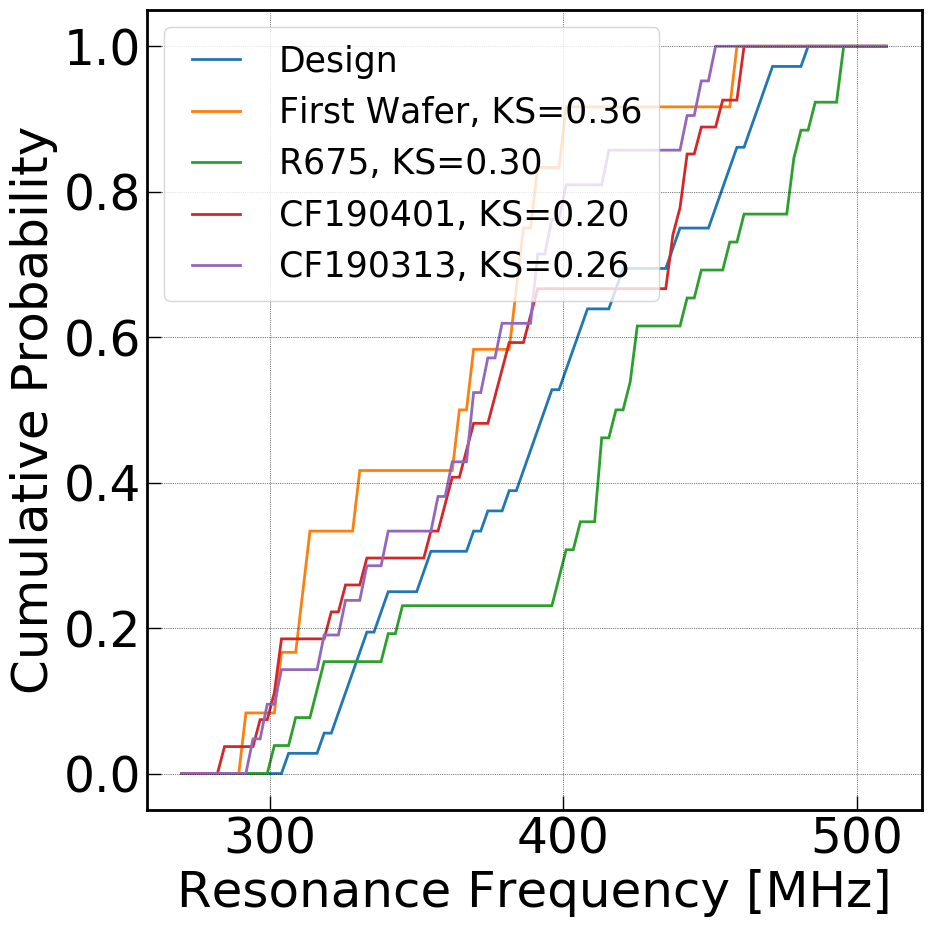 Cumulative Probability
1.0
0.8
0.6
0.4
0.2
0.0
Design
First Wafer, KS=0.36
R675, KS=0.30
CF190401, KS=0.20
CF190313, KS=0.26
300
400
500
Resonance Frequency [MHz]